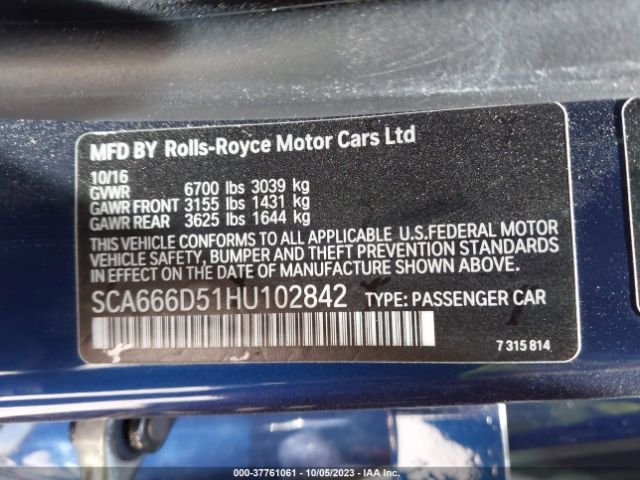 MFD BY Rolls-Royce Motor Cars Ltd
10/16
GVWR 6700 lbs 3039 kg
GAWR FRONT 3155 lbs 1431 kg
GAWR REAR 3625 lbs 1644 kg
THIS VEHICLE CONFORMS TO ALL APPLICABLE U.S.FEDERAL MOTOR
VEHICLE SAFETY, BUMPER AND THEFT PREVENTION STANDARDS
IN EFFECT ON THE DATE OF MANUFACTURE SHOWN ABOVE.
SCA666D51HU102842 TYPE: PASSENGER CAR
7 315 814
000-37761061 | 10/05/2023 | IAA Inc.